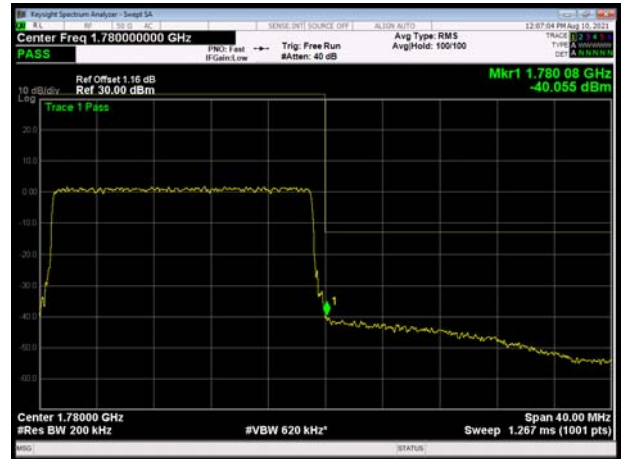 Keysight Spectrum Analyzer - Swept SA
RL RF 50 Ω AC SENSE:INT SOURCE OFF ALIGN AUTO 12:07:04 PM Aug 10, 2021
Center Freq 1.780000000 GHz
PASS
PNO: Fast
IFGain:Low
Trig: Free Run
#Atten: 40 dB
Avg Type: RMS
Avg|Hold: 100/100
TRACE 1 2 3 4 5 6
TYPE A WWWWW
DET A N N N N N
Ref Offset 1.16 dB
Ref 30.00 dBm
10 dB/div
Log
Mkr1 1.780 08 GHz
-40.055 dBm
Trace 1 Pass
20.0
10.0
0.00
-10.0
-20.0
-30.0
-40.0
-50.0
-60.0
1
Center 1.78000 GHz
#Res BW 200 kHz
#VBW 620 kHz*
Span 40.00 MHz
Sweep 1.267 ms (1001 pts)
MSG
STATUS